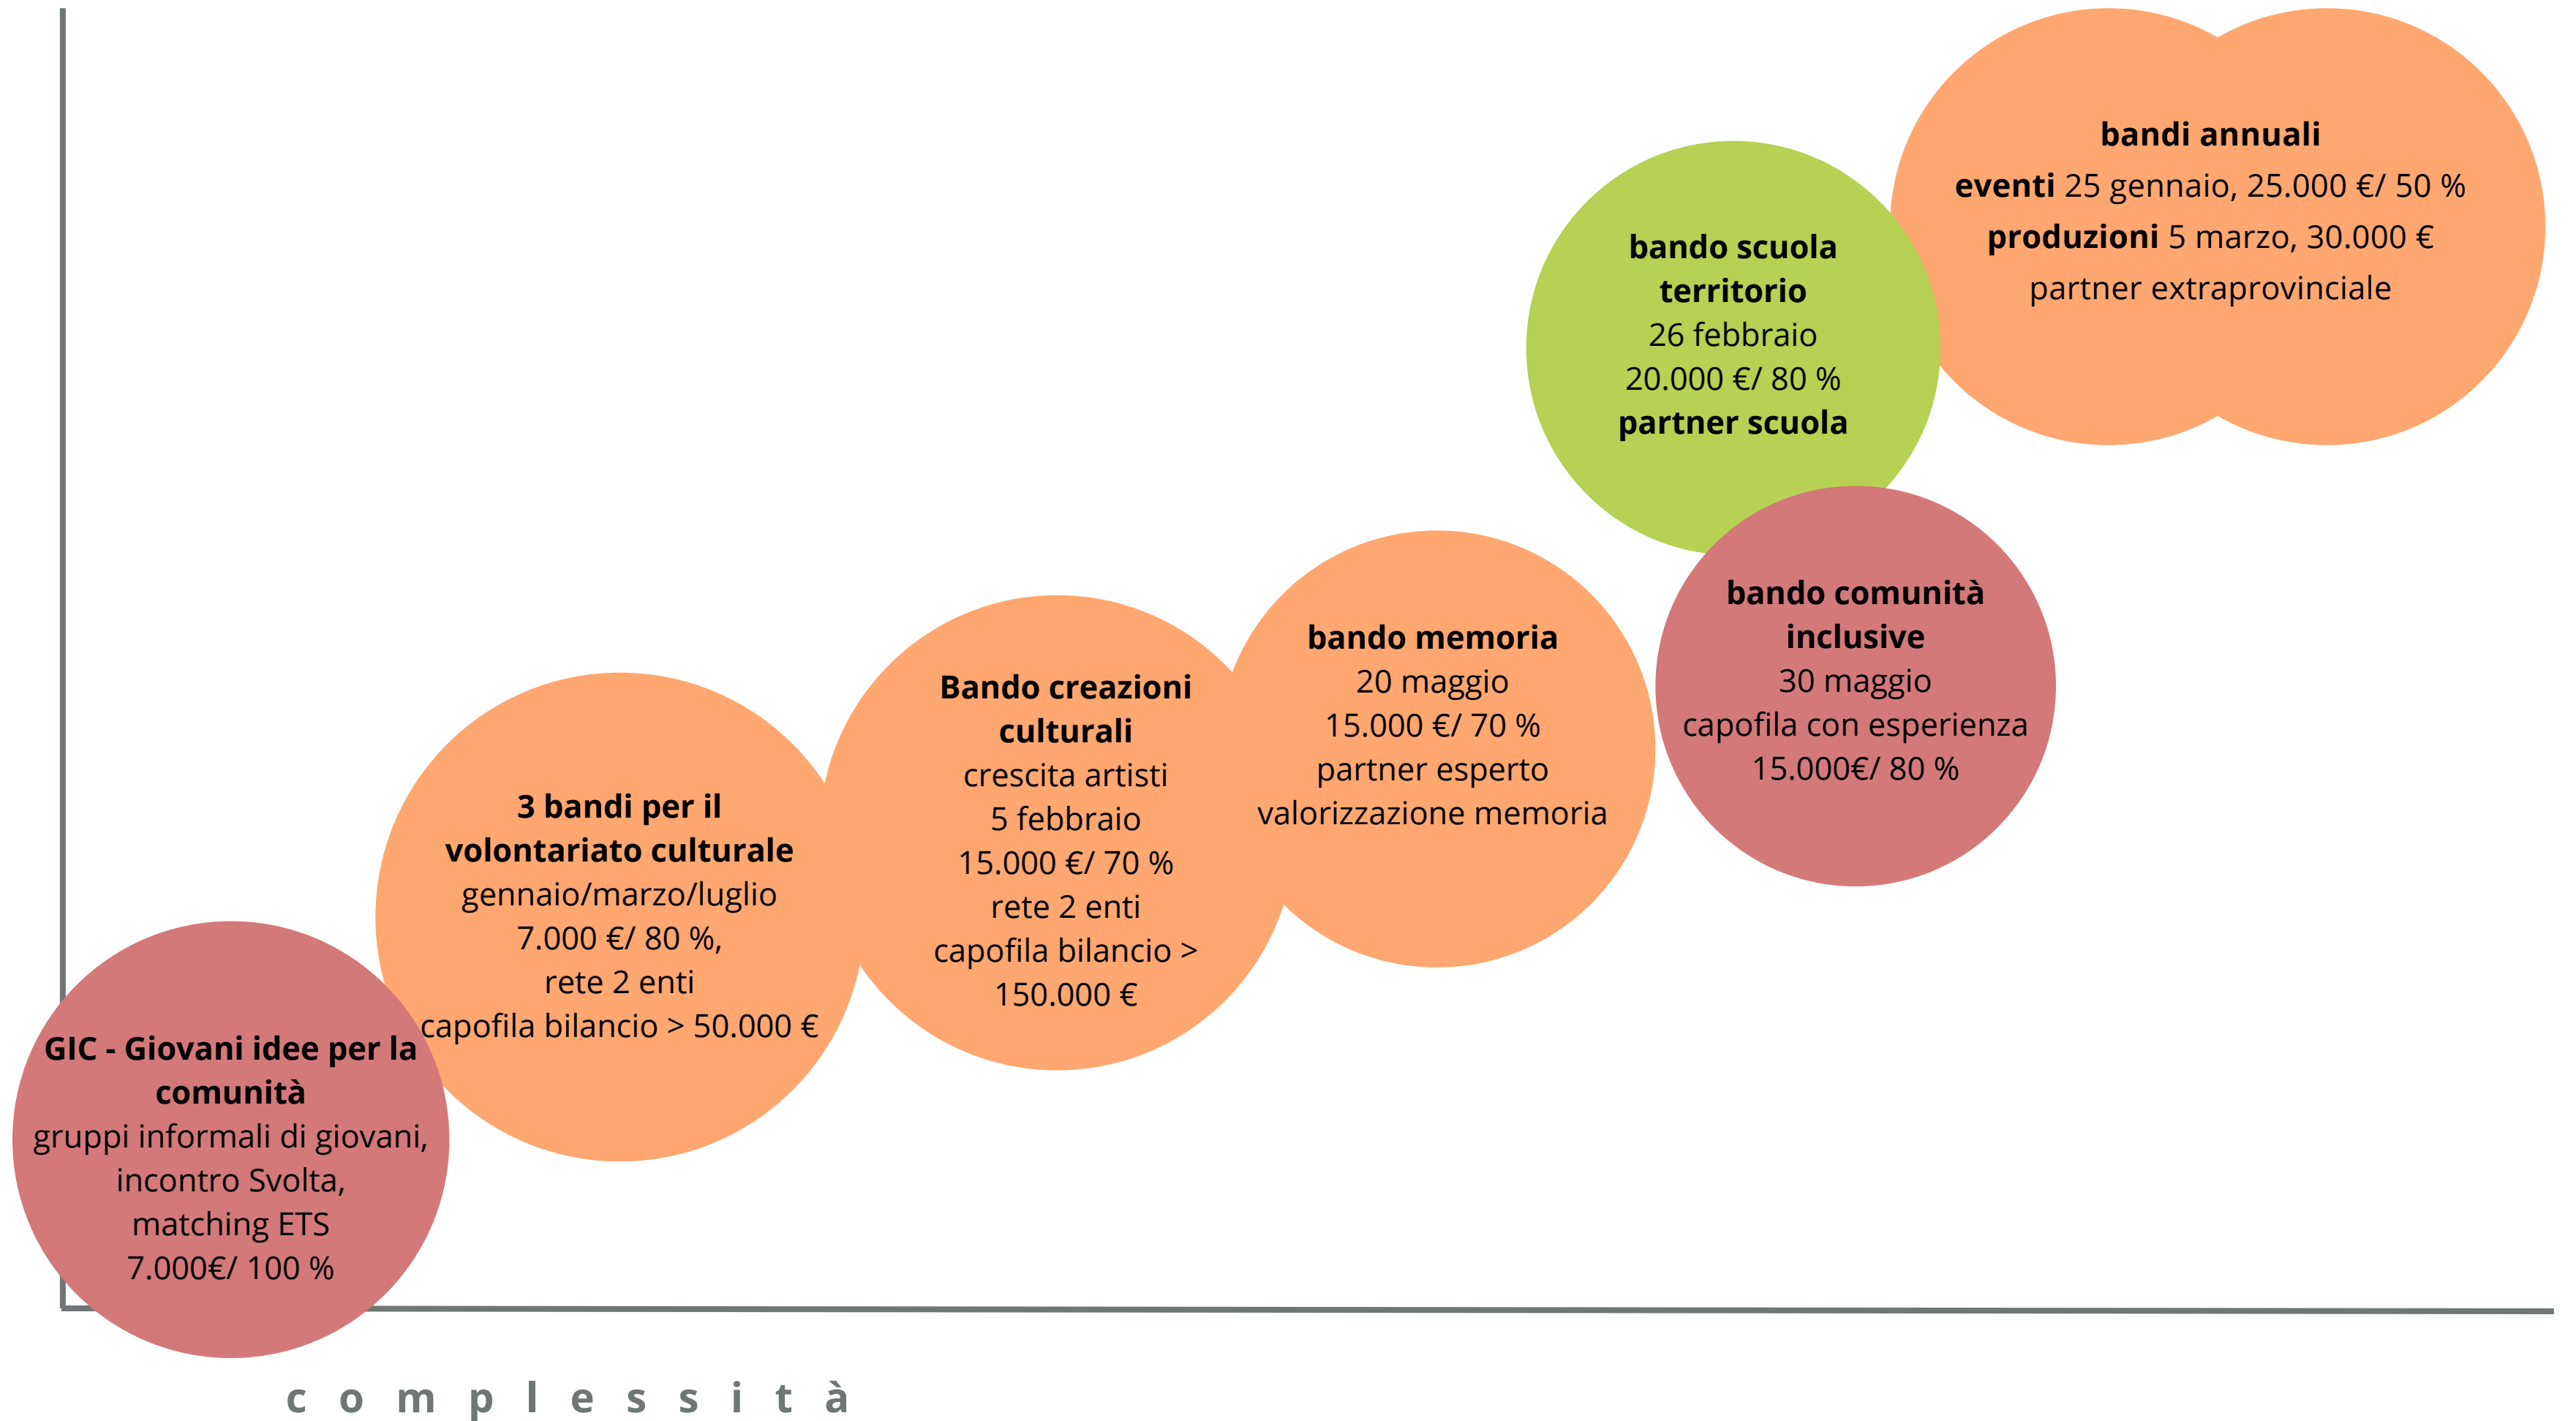 bandi annuali
eventi 25 gennaio, 25.000 €/ 50 %
produzioni 5 marzo, 30.000 €
partner extraprovinciale
bando scuola
territorio
26 febbraio
20.000 €/ 80 %
partner scuola
bando comunità
inclusive
30 maggio
capofila con esperienza
15.000€/ 80 %
bando memoria
20 maggio
15.000 €/ 70 %
partner esperto
valorizzazione memoria
Bando creazioni
culturali
crescita artisti
5 febbraio
15.000 €/ 70 %
rete 2 enti
capofila bilancio >
150.000 €
3 bandi per il
volontariato culturale
gennaio/marzo/luglio
7.000 €/ 80 %,
rete 2 enti
capofila bilancio > 50.000 €
GIC - Giovani idee per la
comunità
gruppi informali di giovani,
incontro Svolta,
matching ETS
7.000€/ 100 %
complessità